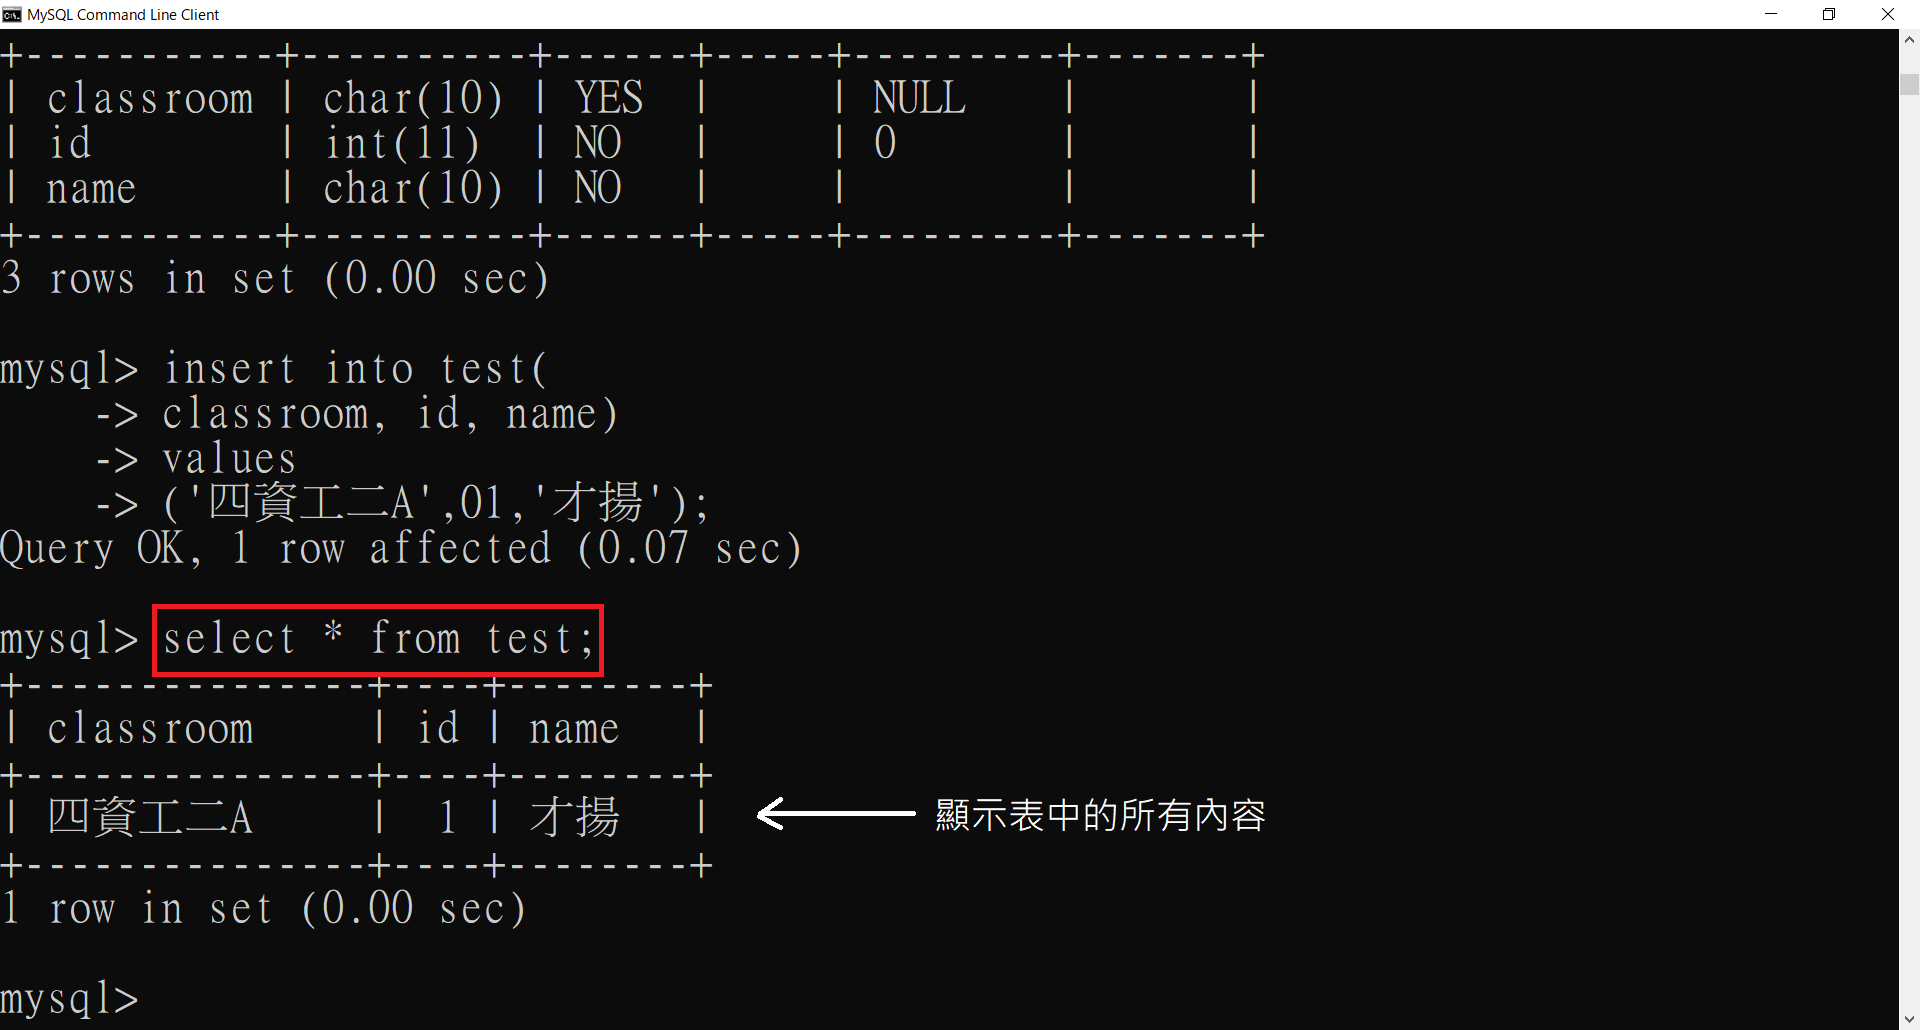 MySQL Command Line Client
+-----------+----------+------+-----+---------+-------+
| classroom | char(10) | YES  |     | NULL    |       |
| id        | int(11)  | NO   |     | 0       |       |
| name      | char(10) | NO   |     |         |       |
+-----------+----------+------+-----+---------+-------+
3 rows in set (0.00 sec)
mysql> insert into test(
    -> classroom, id, name)
    -> values
    -> ('四資工二A',01,'才揚');
Query OK, 1 row affected (0.07 sec)
mysql> select * from test;
+---------------+----+--------+
| classroom     | id | name   |
+---------------+----+--------+
| 四資工二A     |  1 | 才揚   |
顯示表中的所有內容
+---------------+----+--------+
1 row in set (0.00 sec)
mysql>